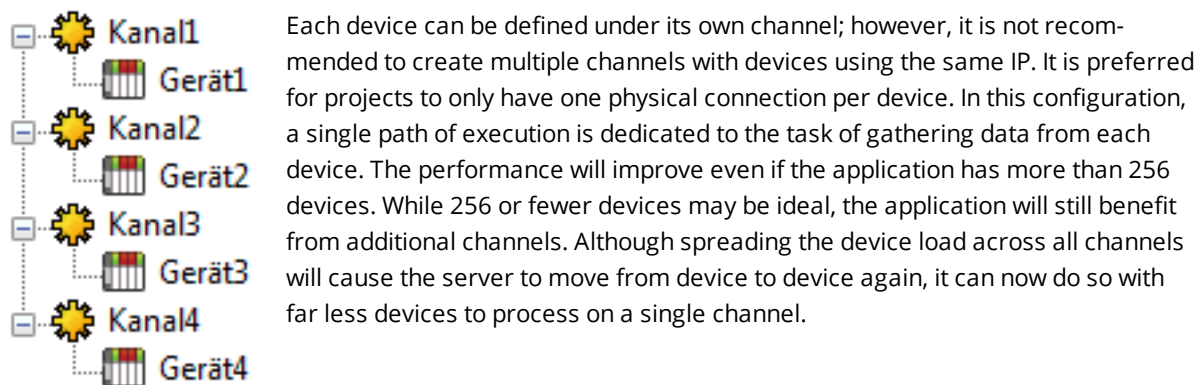 Kanal1
Gerät1
Kanal2
Gerät2
Kanal3
Gerät3
Kanal4
Gerät4
Each device can be defined under its own channel; however, it is not recom-
mended to create multiple channels with devices using the same IP. It is preferred
for projects to only have one physical connection per device. In this configuration,
a single path of execution is dedicated to the task of gathering data from each
device. The performance will improve even if the application has more than 256
devices. While 256 or fewer devices may be ideal, the application will still benefit
from additional channels. Although spreading the device load across all channels
will cause the server to move from device to device again, it can now do so with
far less devices to process on a single channel.